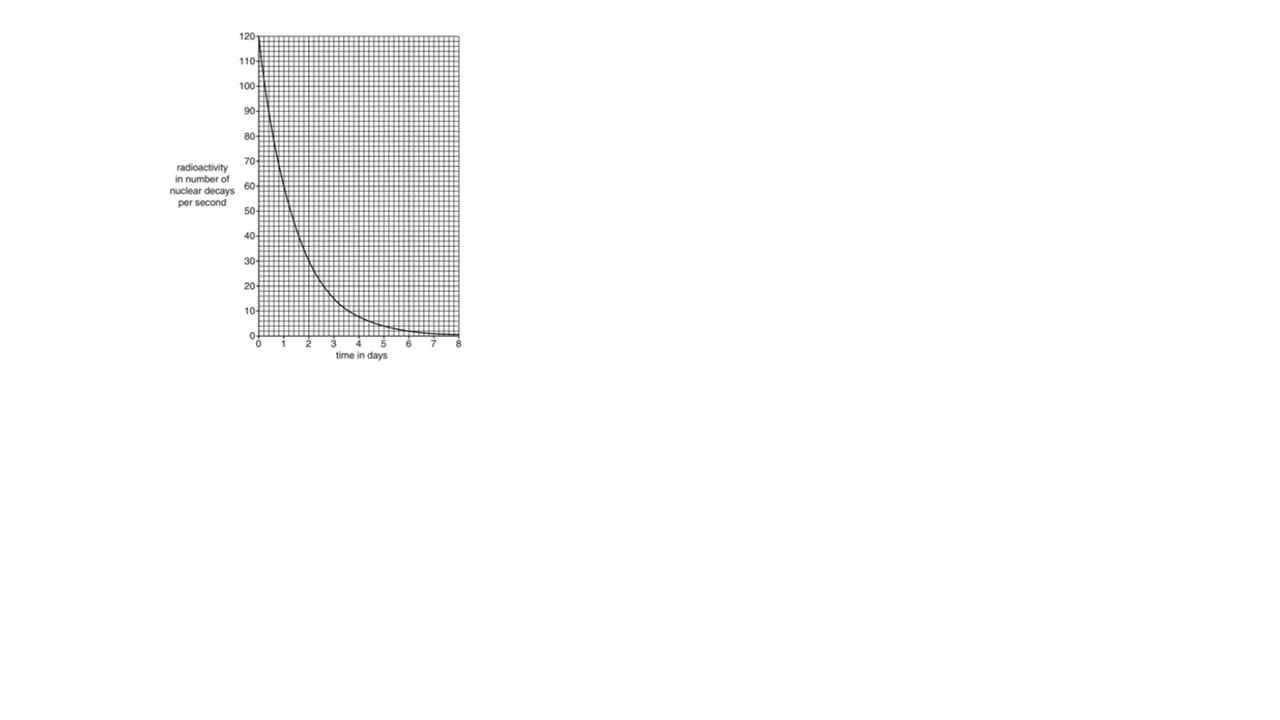 120
110
100
90
80
70
60
50
40
30
20
10
0
radioactivity
in number of
nuclear decays
per second
0 1 2 3 4 5 6 7 8
time in days